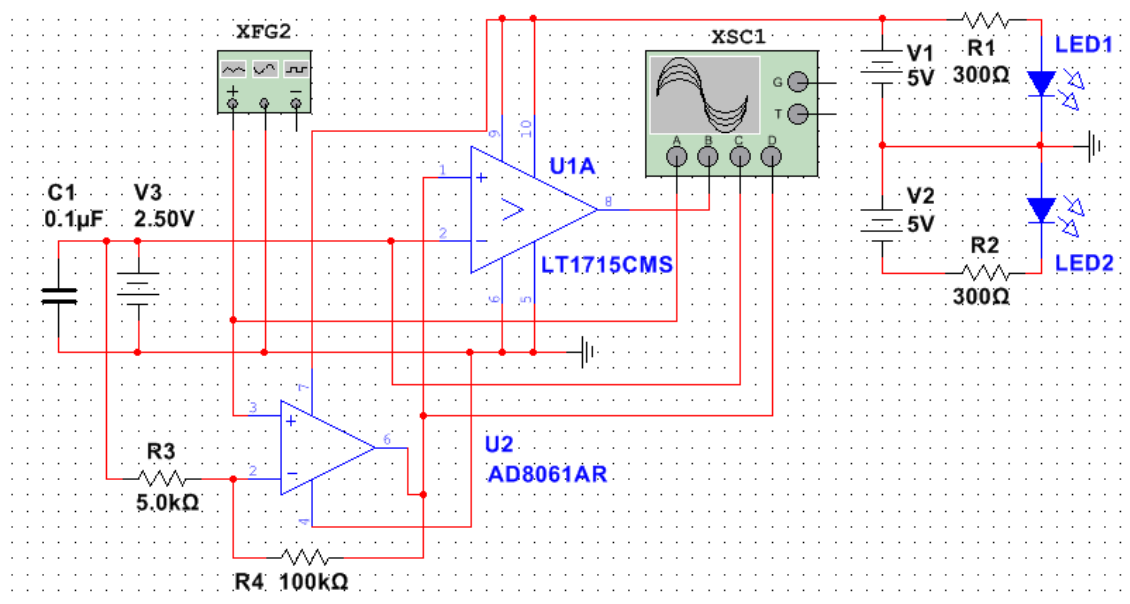 XFG2
+
−
XSC1
G
T
A
B
C
D
V1
5V
R1
300Ω
LED1
9
10
1
+
U1A
8
2
−
LT1715CMS
6
5
C1
0.1µF
V3
2.50V
V2
5V
R2
300Ω
LED2
7
3
+
6
2
−
4
U2
AD8061AR
R3
5.0kΩ
R4 100kΩ